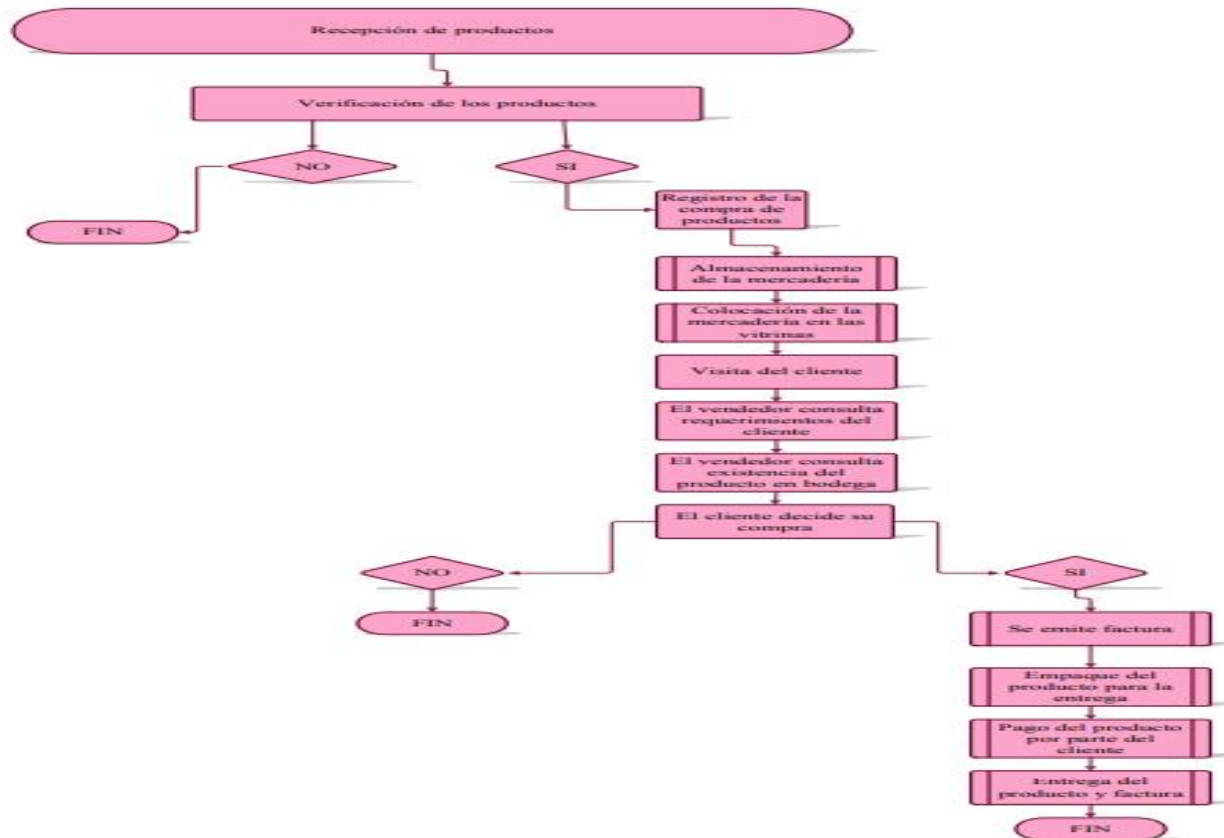 Recepción de productos
Verificación de los productos
NO
SI
Registro de la
compra de
productos
FIN
Almacenamiento
de la mercadería
Colocación de la
mercadería en las
vitrinas
Visita del cliente
El vendedor consulta
requerimientos del
cliente
El vendedor consulta
existencia del
producto en bodega
El cliente decide su
compra
NO
SI
FIN
Se emite factura
Empaque del
producto para la
entrega
Pago del producto
por parte del
cliente
Entrega del
producto y factura
FIN